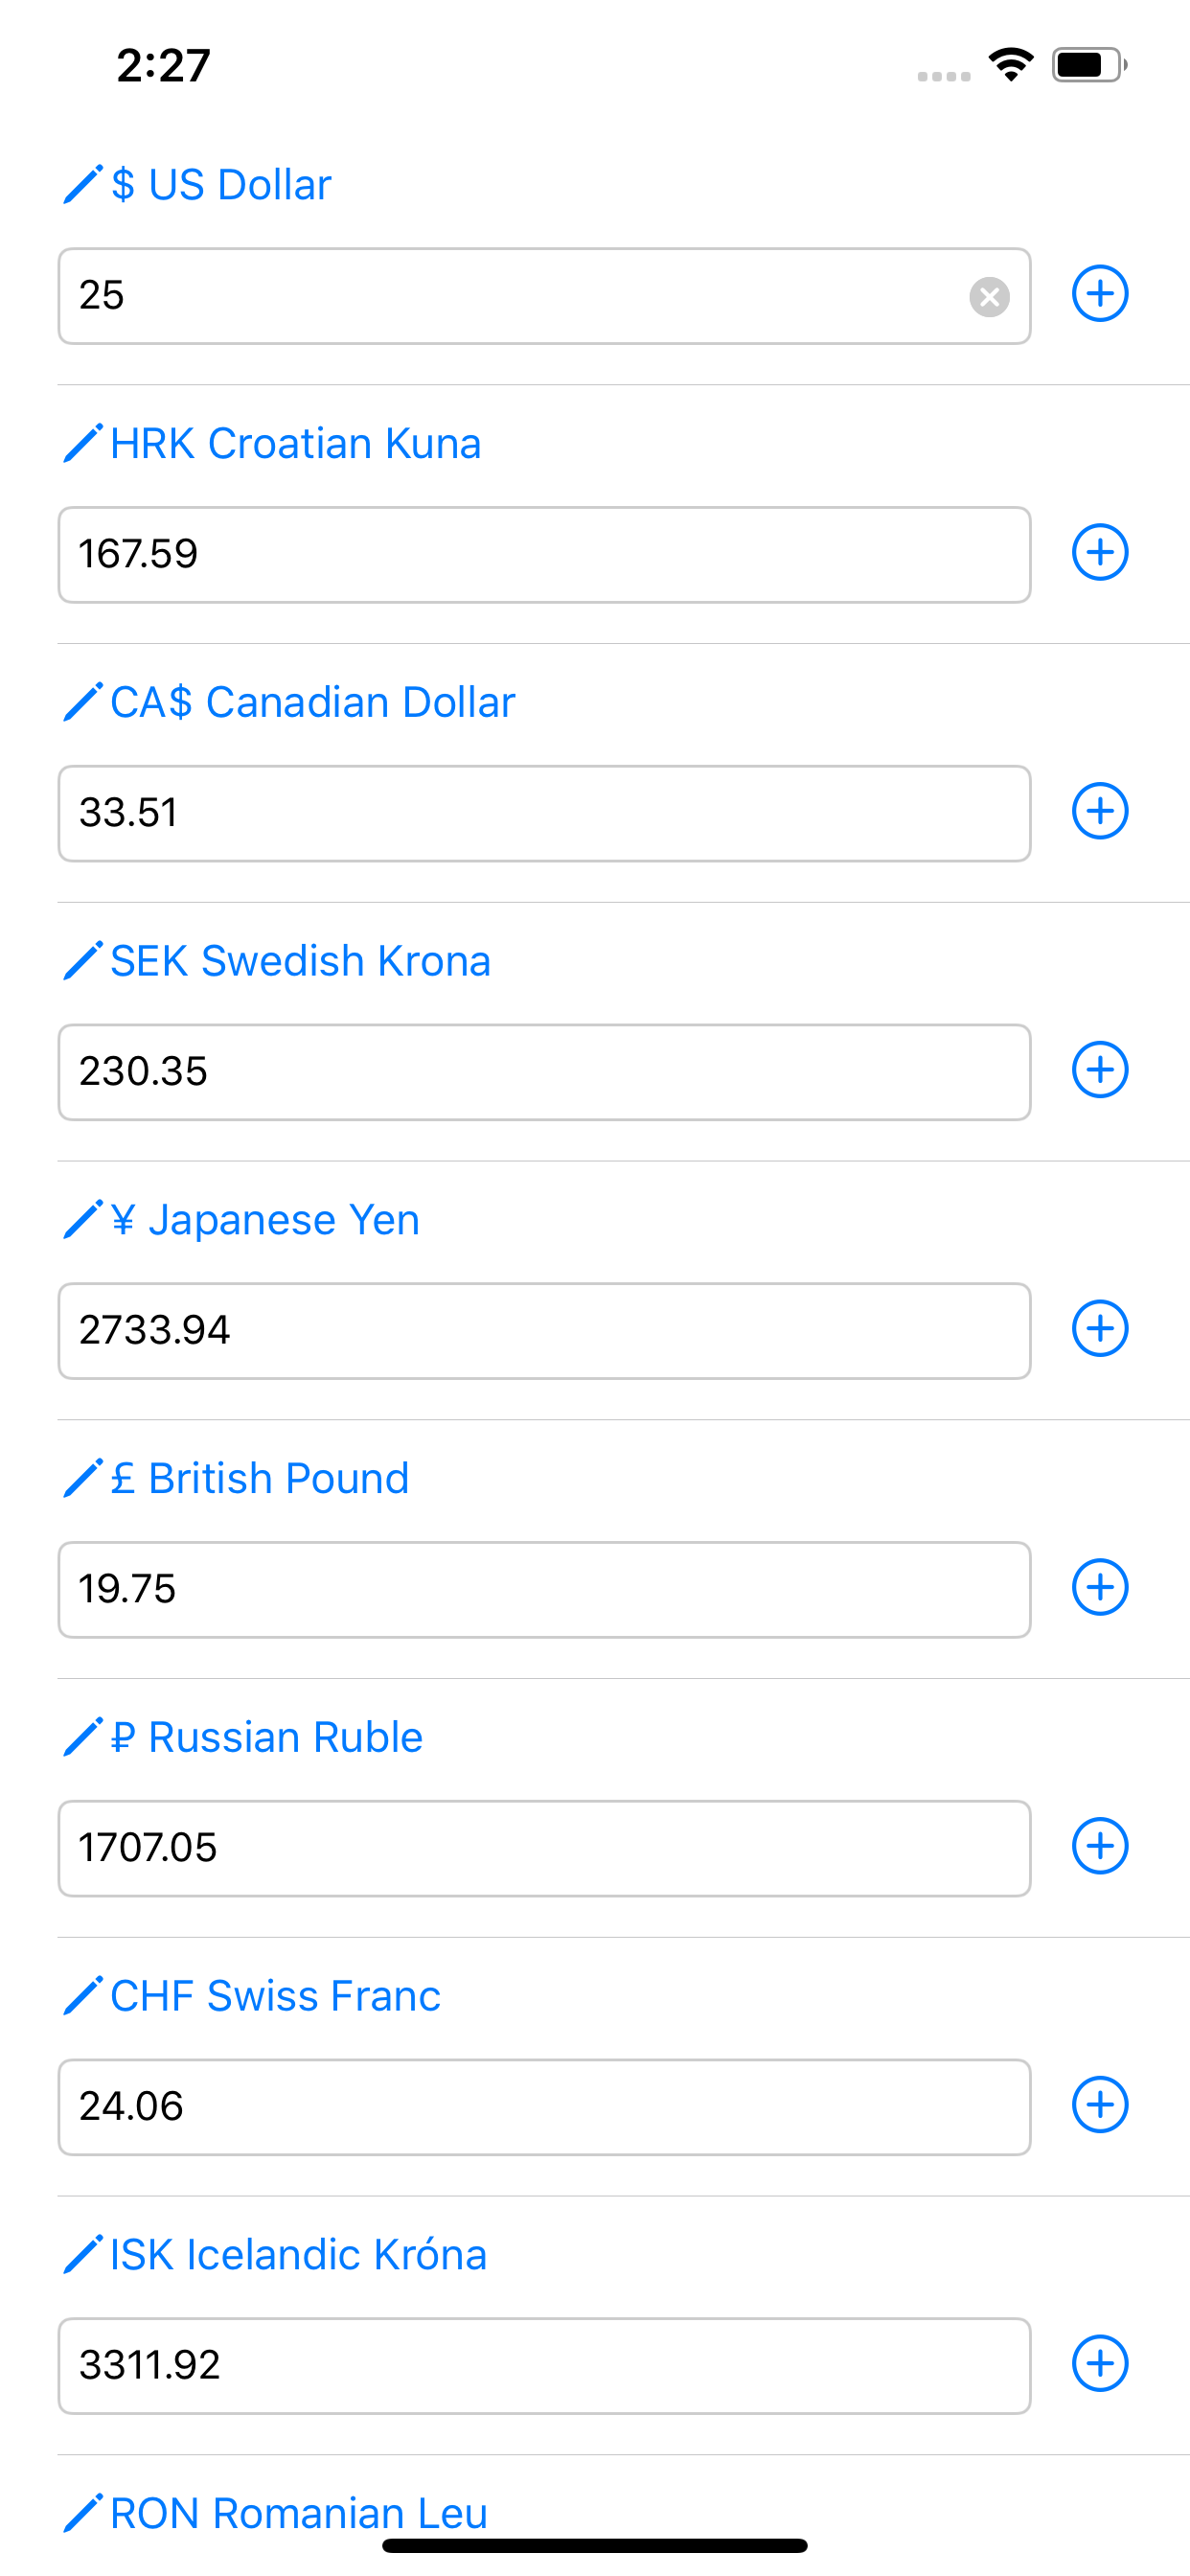 2:27
$ US Dollar
25
HRK Croatian Kuna
167.59
CA$ Canadian Dollar
33.51
SEK Swedish Krona
230.35
¥ Japanese Yen
2733.94
£ British Pound
19.75
₽ Russian Ruble
1707.05
CHF Swiss Franc
24.06
ISK Icelandic Króna
3311.92
RON Romanian Leu